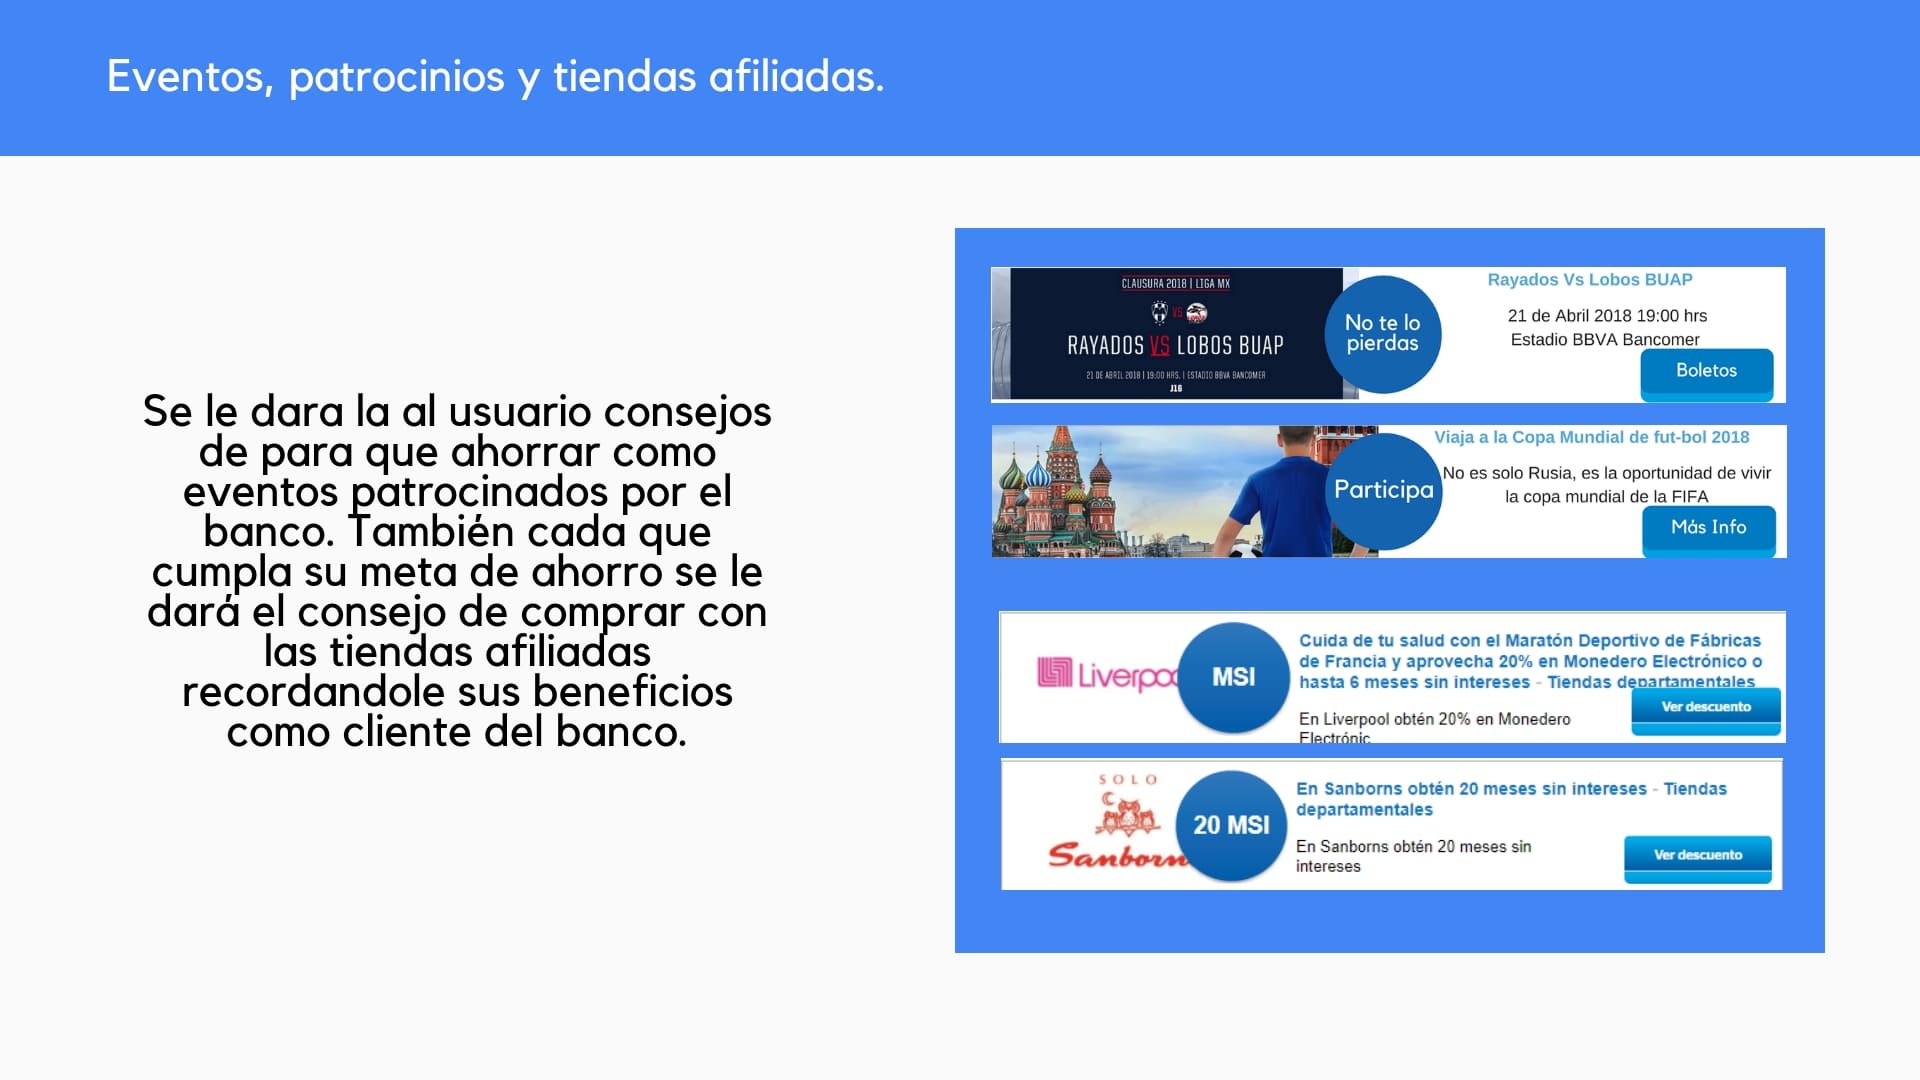 Eventos, patrocinios y tiendas afiliadas.
Se le dara la al usuario consejos
de para que ahorrar como
eventos patrocinados por el
banco. También cada que
cumpla su meta de ahorro se le
dará el consejo de comprar con
las tiendas afiliadas
recordandole sus beneficios
como cliente del banco.
CLAUSURA 2018 | LIGA MX
VS
RAYADOS VS LOBOS BUAP
21 DE ABRIL 2018 | 19:00 HRS. | ESTADIO BBVA BANCOMER
J16
No te lo
pierdas
Rayados Vs Lobos BUAP
21 de Abril 2018 19:00 hrs
Estadio BBVA Bancomer
Boletos
Participa
Viaja a la Copa Mundial de fut-bol 2018
No es solo Rusia, es la oportunidad de vivir
la copa mundial de la FIFA
Más Info
Liverpoo
MSI
Cuida de tu salud con el Maratón Deportivo de Fábricas
de Francia y aprovecha 20% en Monedero Electrónico o
hasta 6 meses sin intereses - Tiendas departamentales
En Liverpool obtén 20% en Monedero
Electrónic
Ver descuento
SOLO
Sanborn
20 MSI
En Sanborns obtén 20 meses sin intereses - Tiendas
departamentales
En Sanborns obtén 20 meses sin
intereses
Ver descuento